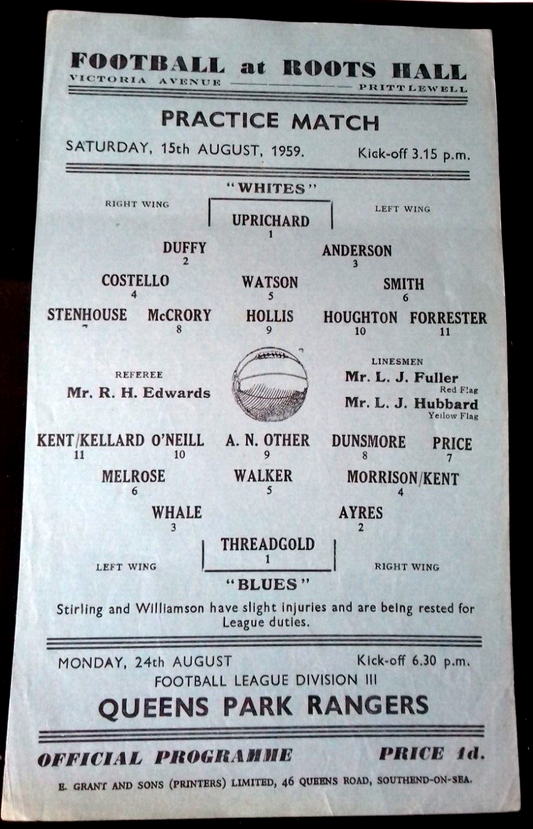 FOOTBALL at ROOTS HALL
VICTORIA AVENUE PRITTLEWELL
PRACTICE MATCH
SATURDAY, 15th AUGUST, 1959. Kick-off 3.15 p.m.
"WHITES"
RIGHT WING LEFT WING
UPRICHARD
1
DUFFY ANDERSON
2 3
COSTELLO WATSON SMITH
4 5 6
STENHOUSE McCRORY HOLLIS HOUGHTON FORRESTER
7 8 9 10 11
REFEREE LINESMEN
Mr. R. H. Edwards Mr. L. J. Fuller
Red Flag
Mr. L. J. Hubbard
Yellow Flag
KENT/KELLARD O'NEILL A. N. OTHER DUNSMORE PRICE
11 10 9 8 7
MELROSE WALKER MORRISON/KENT
6 5 4
WHALE AYRES
3 2
THREADGOLD
1
LEFT WING RIGHT WING
"BLUES"
Stirling and Williamson have slight injuries and are being rested for
League duties.
MONDAY, 24th AUGUST Kick-off 6.30 p.m.
FOOTBALL LEAGUE DIVISION III
QUEENS PARK RANGERS
OFFICIAL PROGRAMME PRICE 1d.
E. GRANT AND SONS (PRINTERS) LIMITED, 46 QUEENS ROAD, SOUTHEND-ON-SEA.